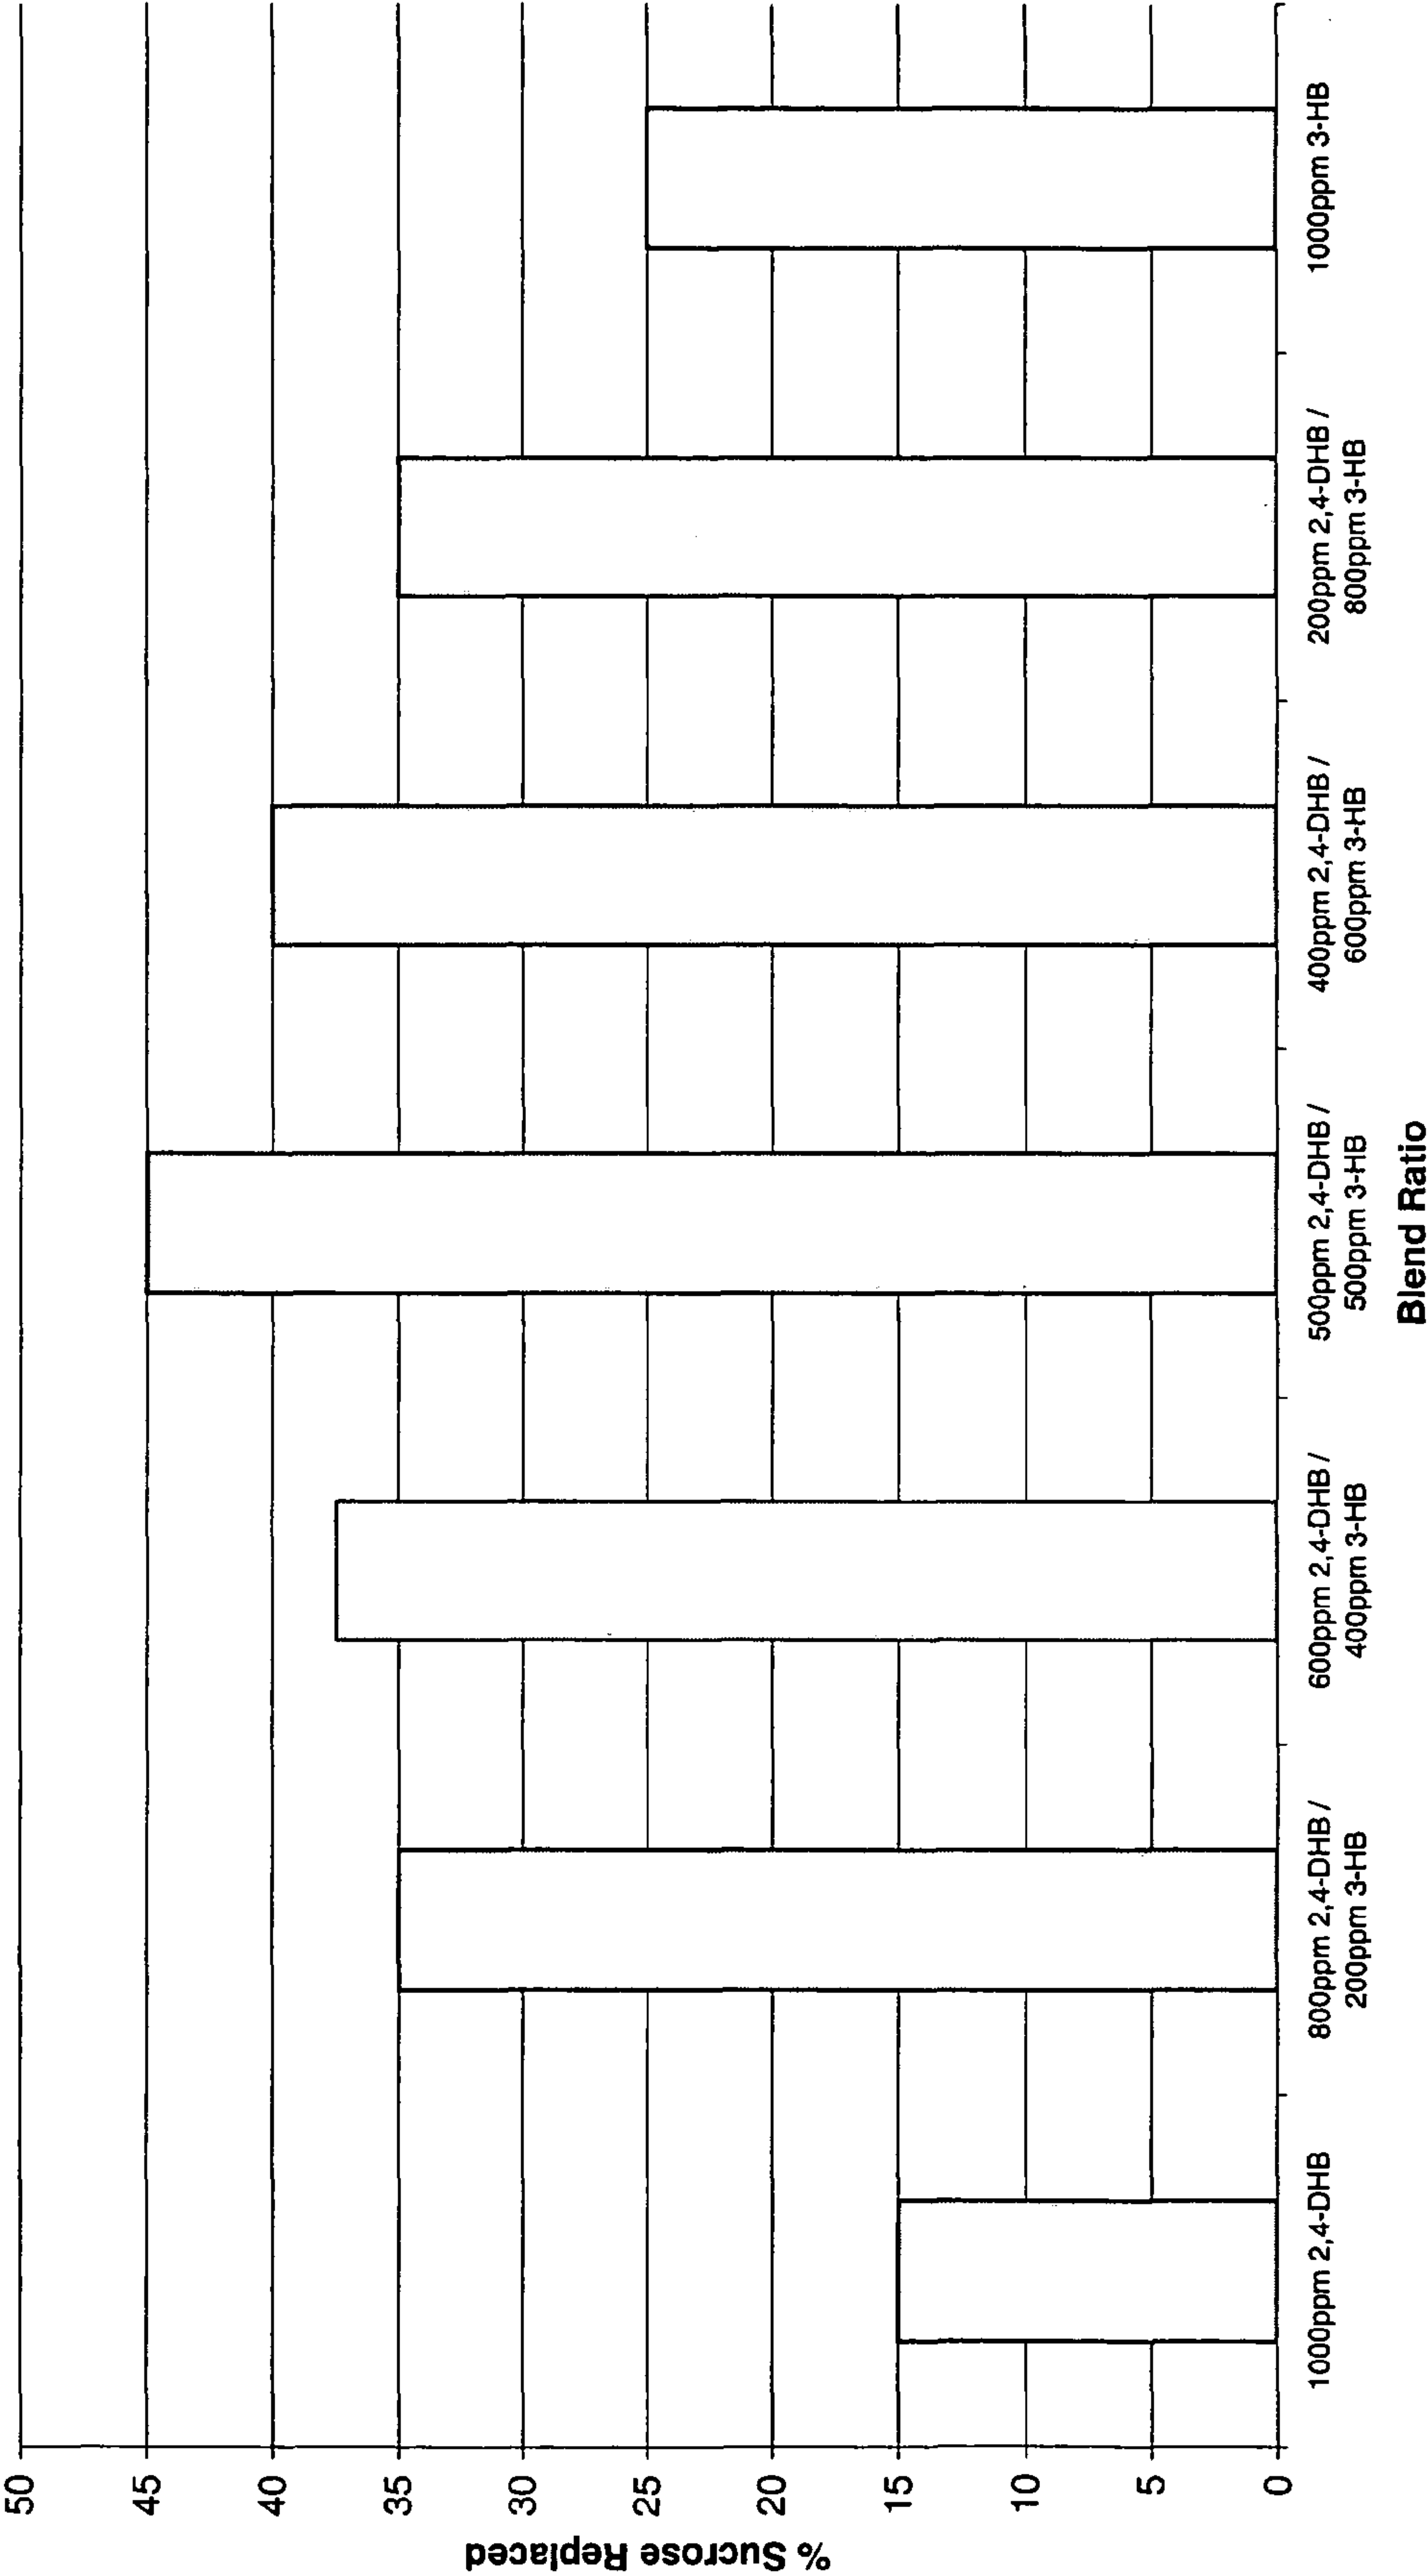 % Sucrose Replaced
50
45
40
35
30
25
20
15
10
5
0
1000ppm 2,4-DHB
800ppm 2,4-DHB /
200ppm 3-HB
600ppm 2,4-DHB /
400ppm 3-HB
500ppm 2,4-DHB /
500ppm 3-HB
400ppm 2,4-DHB /
600ppm 3-HB
200ppm 2,4-DHB /
800ppm 3-HB
1000ppm 3-HB
Blend Ratio